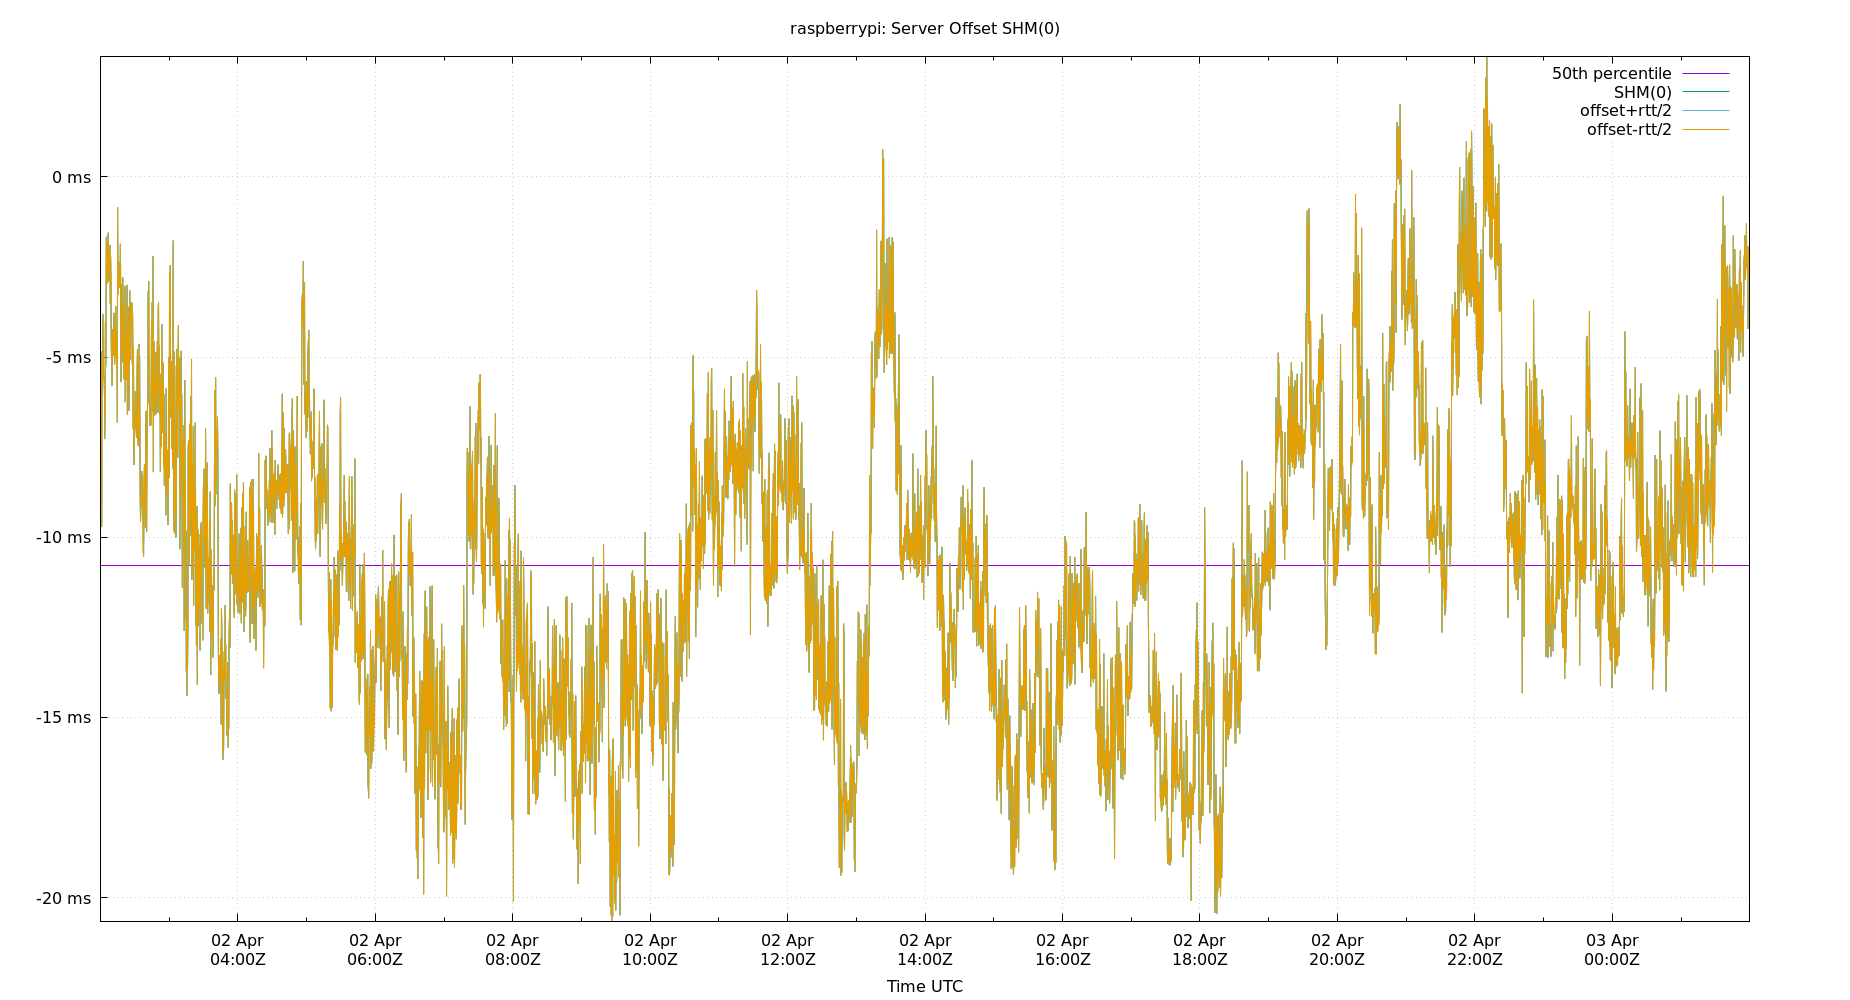 raspberrypi: Server Offset SHM(0)
50th percentile
SHM(0)
offset+rtt/2
offset-rtt/2
0 ms
-5 ms
-10 ms
-15 ms
-20 ms
02 Apr 02 Apr 02 Apr 02 Apr 02 Apr 02 Apr 02 Apr 02 Apr 02 Apr 02 Apr 03 Apr
04:00Z 06:00Z 08:00Z 10:00Z 12:00Z 14:00Z 16:00Z 18:00Z 20:00Z 22:00Z 00:00Z
Time UTC